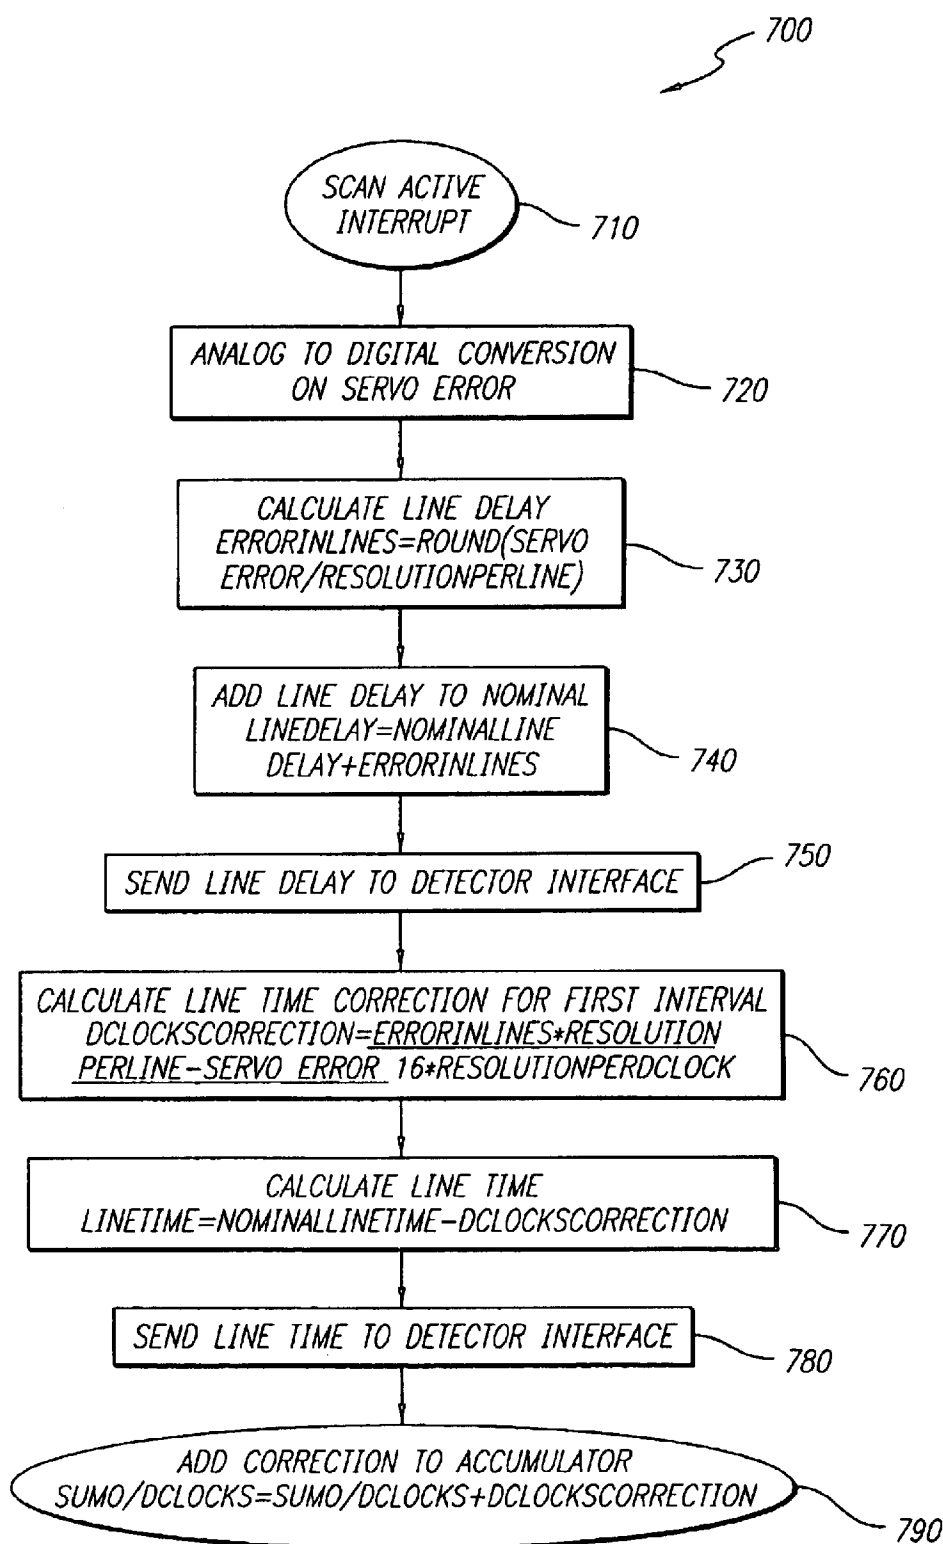 700
SCAN ACTIVE
INTERRUPT
710
ANALOG TO DIGITAL CONVERSION
ON SERVO ERROR
720
CALCULATE LINE DELAY
ERRORINLINES=ROUND(SERVO
ERROR/RESOLUTIONPERLINE)
730
ADD LINE DELAY TO NOMINAL
LINEDELAY=NOMINALLINE
DELAY+ERRORINLINES
740
SEND LINE DELAY TO DETECTOR INTERFACE
750
CALCULATE LINE TIME CORRECTION FOR FIRST INTERVAL
DCLOCKSCORRECTION=ERRORINLINES*RESOLUTION
PERLINE-SERVO ERROR 16*RESOLUTIONPERDCLOCK
760
CALCULATE LINE TIME
LINETIME=NOMINALLINETIME-DCLOCKSCORRECTION
770
SEND LINE TIME TO DETECTOR INTERFACE
780
ADD CORRECTION TO ACCUMULATOR
SUMO/DCLOCKS=SUMO/DCLOCKS+DCLOCKSCORRECTION
790